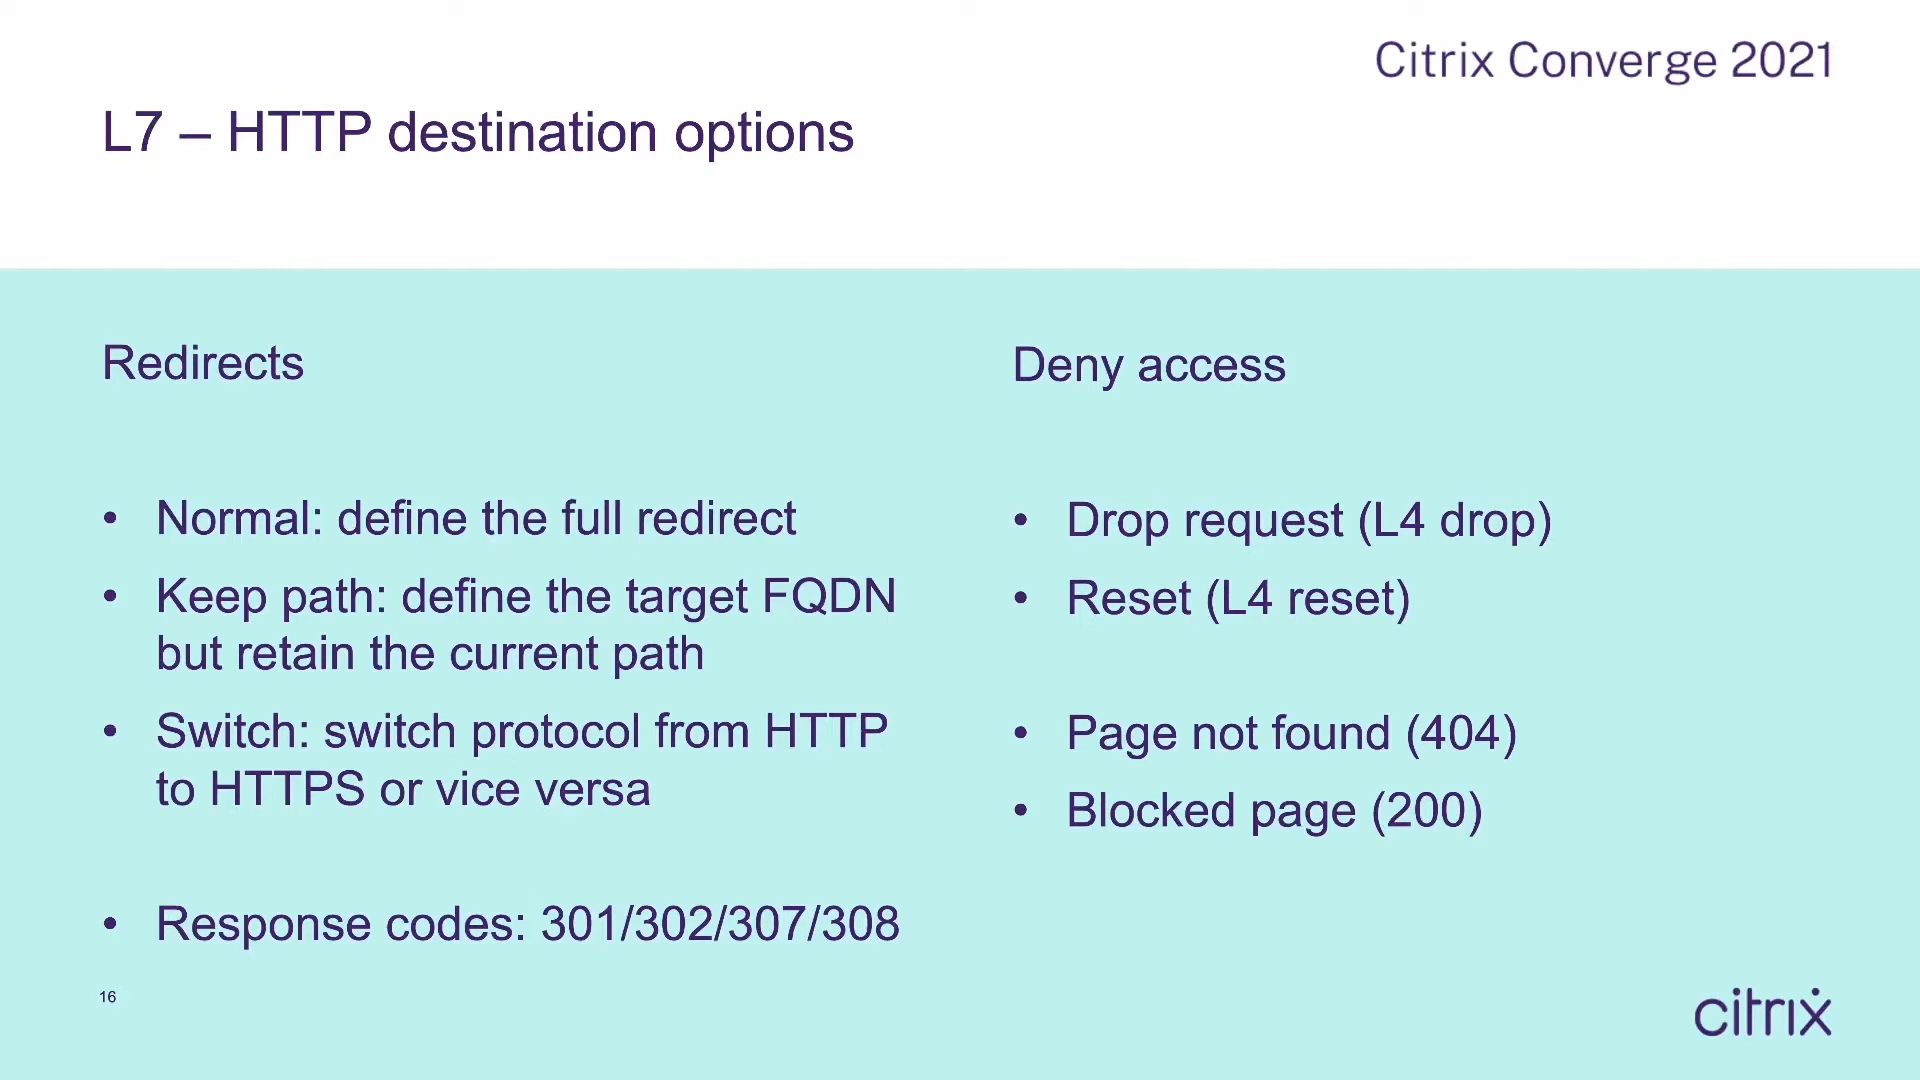 Citrix Converge 2021
L7 – HTTP destination options
Redirects
• Normal: define the full redirect
• Keep path: define the target FQDN
but retain the current path
• Switch: switch protocol from HTTP
to HTTPS or vice versa
• Response codes: 301/302/307/308
Deny access
• Drop request (L4 drop)
• Reset (L4 reset)
• Page not found (404)
• Blocked page (200)
16
citrix